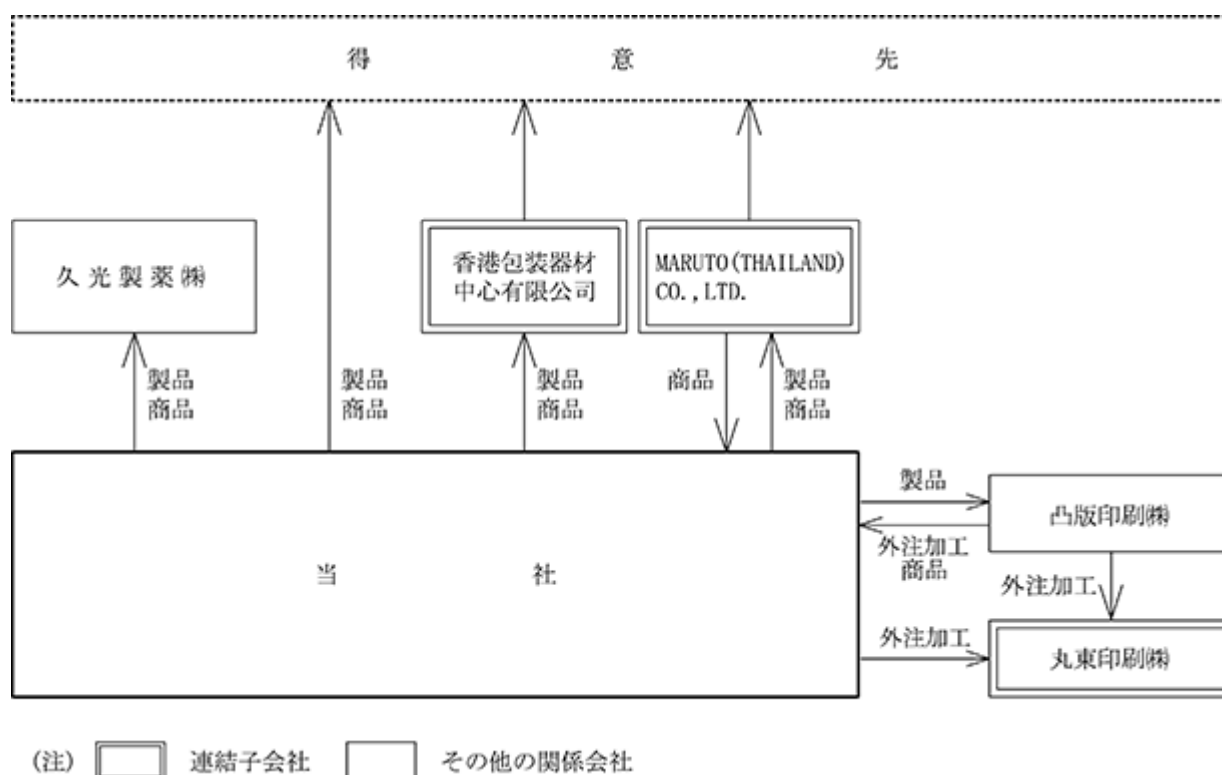 得意先
久光製薬㈱
香港包装器材
中心有限公司
MARUTO(THAILAND)
CO.,LTD.
製品
商品
製品
商品
製品
商品
商品
製品
商品
当社
製品
外注加工
商品
凸版印刷㈱
外注加工
外注加工
丸東印刷㈱
(注) 連結子会社 その他の関係会社